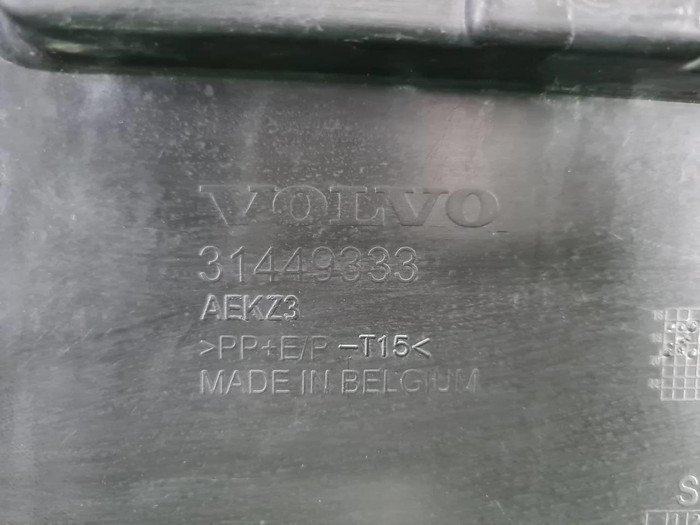 VOLVO
31449333
AEKZ3
>PP+E/P-T15<
MADE IN BELGIUM
S